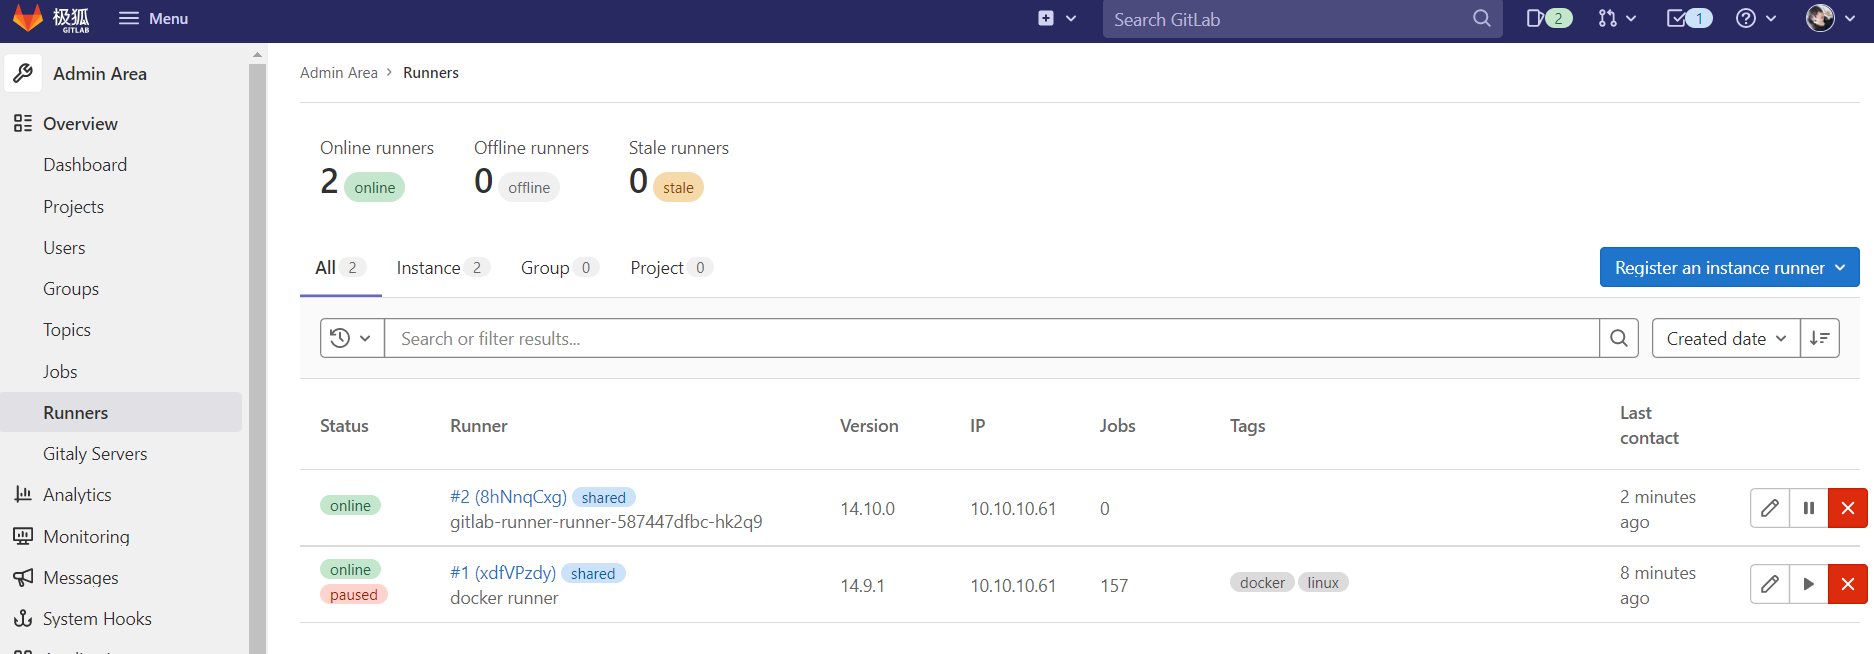 极狐
GITLAB
Menu
Search GitLab
2
1
Admin Area
Overview
Dashboard
Projects
Users
Groups
Topics
Jobs
Runners
Gitaly Servers
Analytics
Monitoring
Messages
System Hooks
Admin Area › Runners
Online runners
2 online
Offline runners
0 offline
Stale runners
0 stale
All 2
Instance 2
Group 0
Project 0
Register an instance runner
Search or filter results...
Created date
Status Runner Version IP Jobs Tags Last
contact
online
#2 (8hNnqCxg) shared
gitlab-runner-runner-587447dfbc-hk2q9
14.10.0
10.10.10.61
0
2 minutes
ago
online
paused
#1 (xdfVPzdy) shared
docker runner
14.9.1
10.10.10.61
157
docker linux
8 minutes
ago